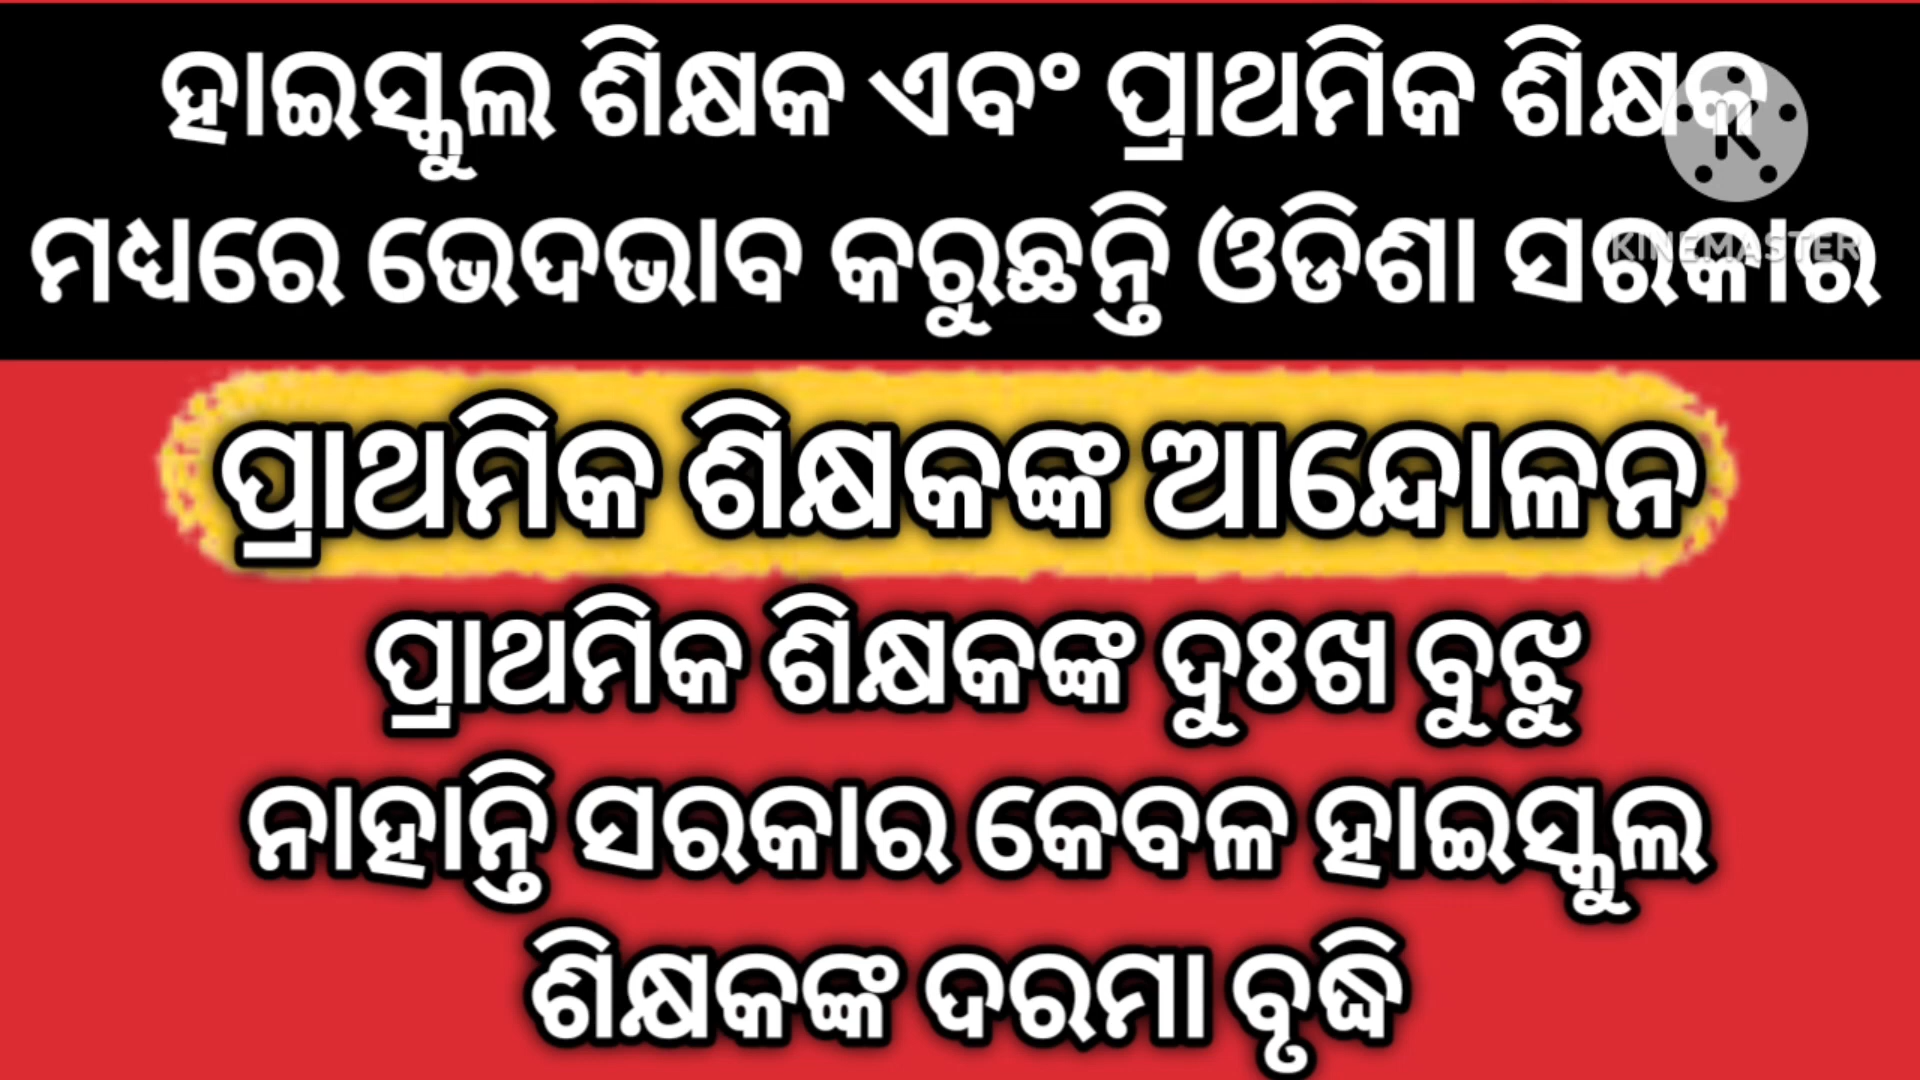 ହାଇସ୍କୁଲ ଶିକ୍ଷକ ଏବଂ ପ୍ରାଥମିକ ଶିକ୍ଷକ
ମଧ୍ୟରେ ଭେଦଭାବ କରୁଛନ୍ତି ଓଡିଶା ସରକାର
KINEMASTER
ପ୍ରାଥମିକ ଶିକ୍ଷକଙ୍କ ଆନ୍ଦୋଳନ
ପ୍ରାଥମିକ ଶିକ୍ଷକଙ୍କ ଦୁଃଖ ବୁଝୁ
ନାହାନ୍ତି ସରକାର କେବଳ ହାଇସ୍କୁଲ
ଶିକ୍ଷକଙ୍କ ଦରମା ବୃଦ୍ଧି